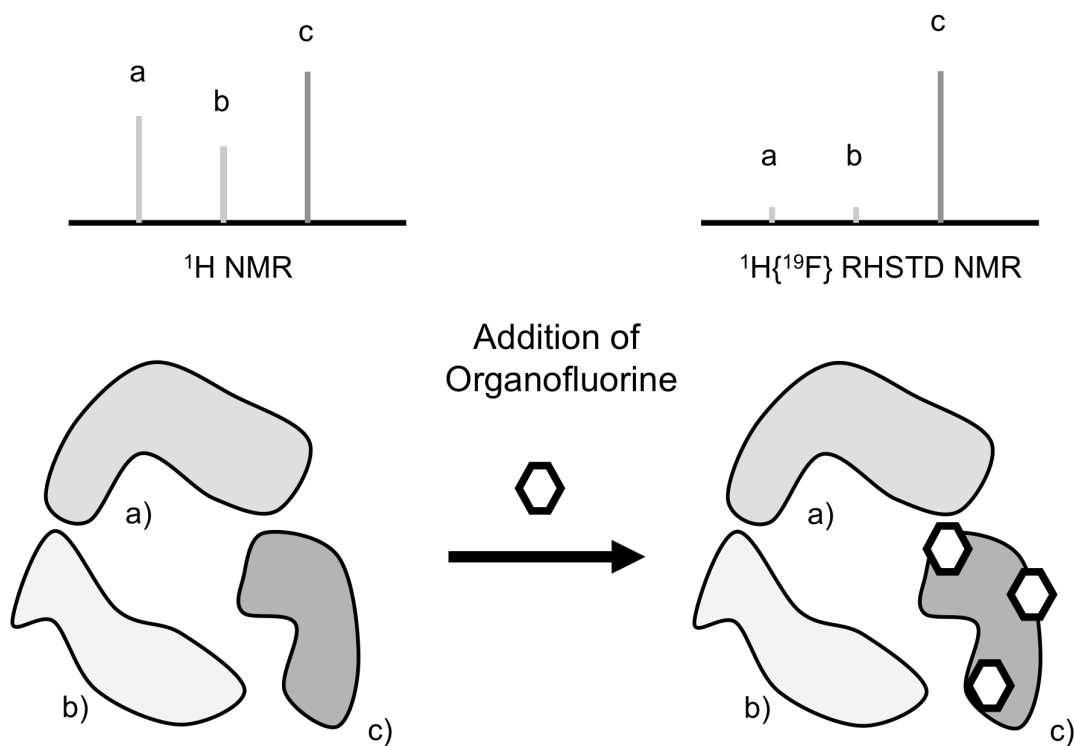 a
b
c
¹H NMR
a
b
c
¹H{¹⁹F} RHSTD NMR
Addition of
Organofluorine
a)
b)
c)
a)
b)
c)